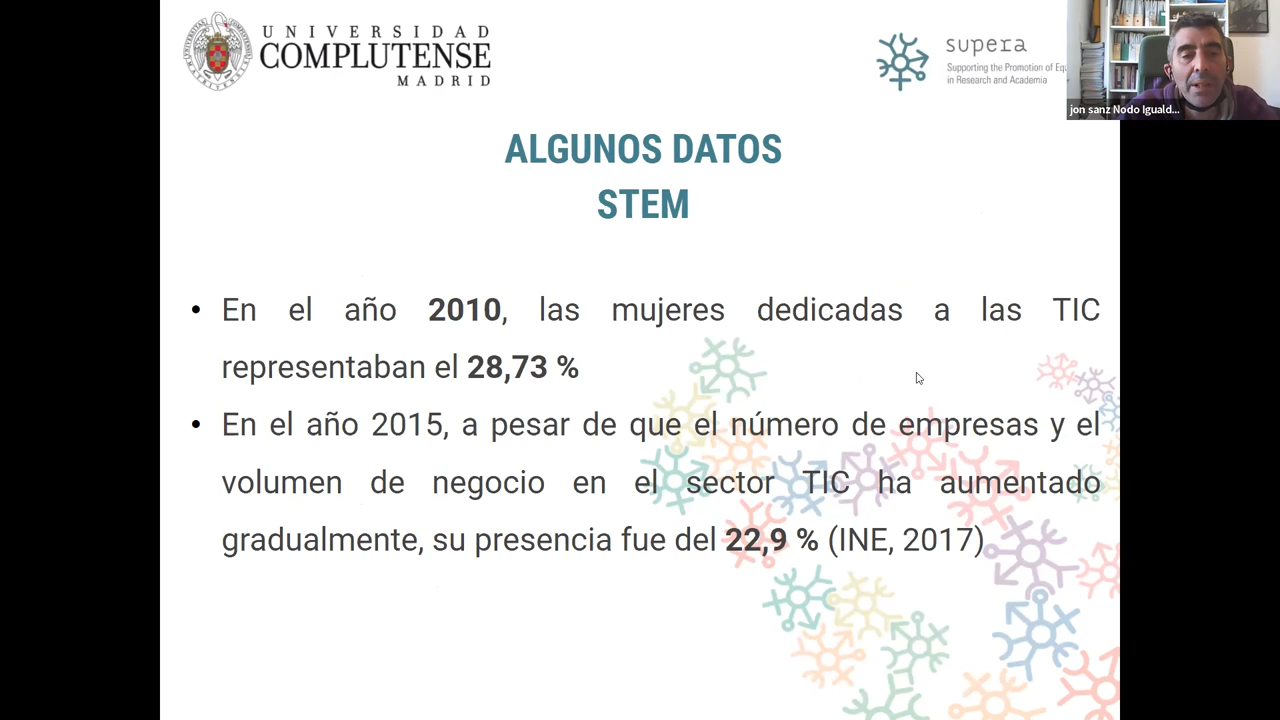 UNIVERSIDAD
COMPLUTENSE
MADRID
supera
Supporting the Promotion of Equ
in Research and Academia
jon sanz Nodo Iguald...
ALGUNOS DATOS
STEM
• En el año 2010, las mujeres dedicadas a las TIC
representaban el 28,73 %
• En el año 2015, a pesar de que el número de empresas y el
volumen de negocio en el sector TIC ha aumentado
gradualmente, su presencia fue del 22,9 % (INE, 2017)